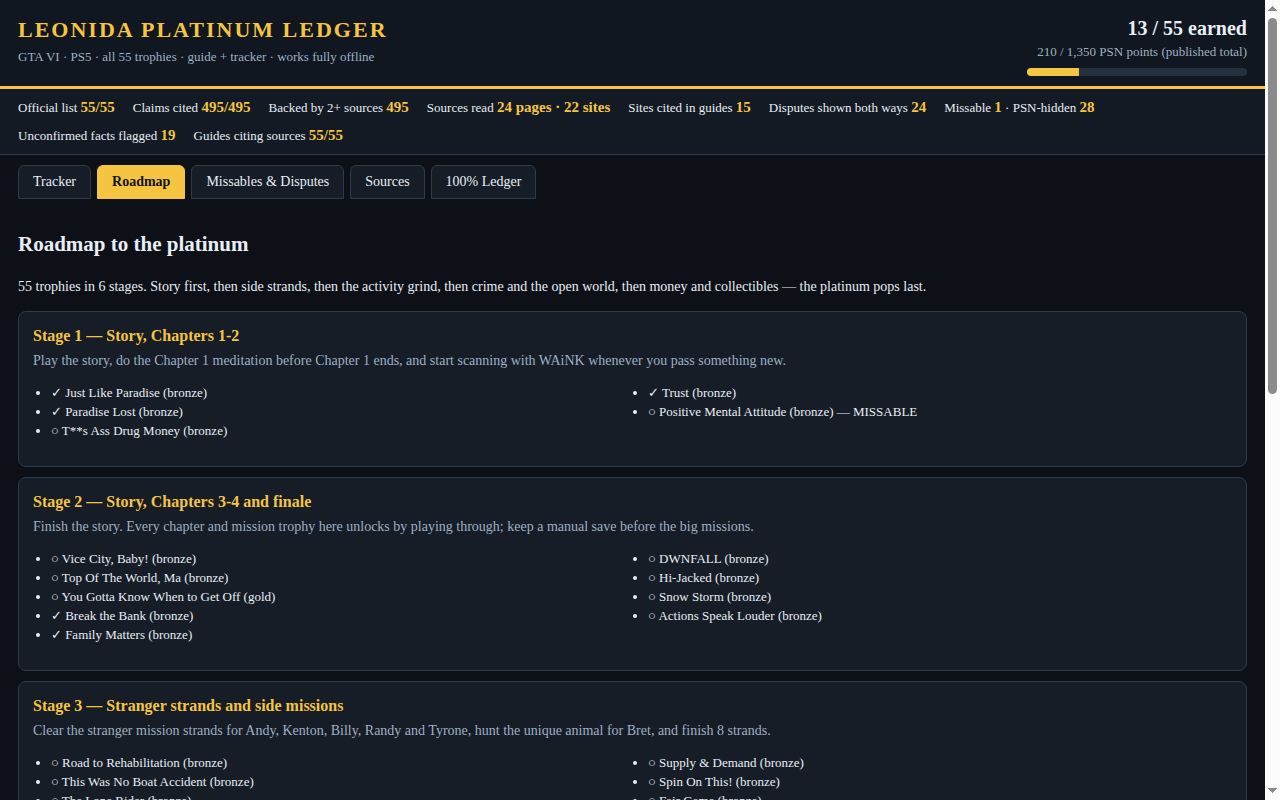 LEONIDA PLATINUM LEDGER
GTA VI · PS5 · all 55 trophies · guide + tracker · works fully offline
13 / 55 earned
210 / 1,350 PSN points (published total)
Official list 55/55 Claims cited 495/495 Backed by 2+ sources 495 Sources read 24 pages · 22 sites Sites cited in guides 15 Disputes shown both ways 24 Missable 1 · PSN-hidden 28
Unconfirmed facts flagged 19 Guides citing sources 55/55
Tracker Roadmap Missables & Disputes Sources 100% Ledger
Roadmap to the platinum
55 trophies in 6 stages. Story first, then side strands, then the activity grind, then crime and the open world, then money and collectibles — the platinum pops last.
Stage 1 — Story, Chapters 1-2
Play the story, do the Chapter 1 meditation before Chapter 1 ends, and start scanning with WAiNK whenever you pass something new.
• ✓ Just Like Paradise (bronze)
• ✓ Paradise Lost (bronze)
• ○ T**s Ass Drug Money (bronze)
• ✓ Trust (bronze)
• ○ Positive Mental Attitude (bronze) — MISSABLE
Stage 2 — Story, Chapters 3-4 and finale
Finish the story. Every chapter and mission trophy here unlocks by playing through; keep a manual save before the big missions.
• ○ Vice City, Baby! (bronze)
• ○ Top Of The World, Ma (bronze)
• ○ You Gotta Know When to Get Off (gold)
• ✓ Break the Bank (bronze)
• ✓ Family Matters (bronze)
• ○ DWNFALL (bronze)
• ○ Hi-Jacked (bronze)
• ○ Snow Storm (bronze)
• ○ Actions Speak Louder (bronze)
Stage 3 — Stranger strands and side missions
Clear the stranger mission strands for Andy, Kenton, Billy, Randy and Tyrone, hunt the unique animal for Bret, and finish 8 strands.
• ○ Road to Rehabilitation (bronze)
• ○ This Was No Boat Accident (bronze)
• ○ The Lone Rider (bronze)
• ○ Supply & Demand (bronze)
• ○ Spin On This! (bronze)
• ○ Fair Game (bronze)